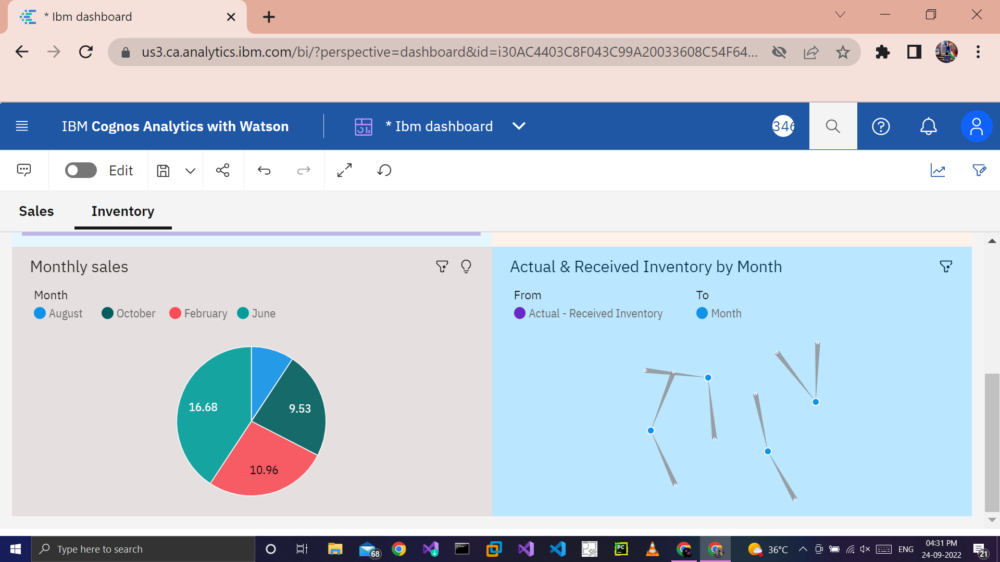 * Ibm dashboard
us3.ca.analytics.ibm.com/bi/?perspective=dashboard&id=i30AC4403C8F043C99A20033608C54F64...
IBM Cognos Analytics with Watson
* Ibm dashboard
346
Edit
Sales
Inventory
Monthly sales
Month
August
October
February
June
16.68
9.53
10.96
Actual & Received Inventory by Month
From
To
Actual - Received Inventory
Month
Type here to search
68
PC
36°C
ENG
04:31 PM
24-09-2022
21